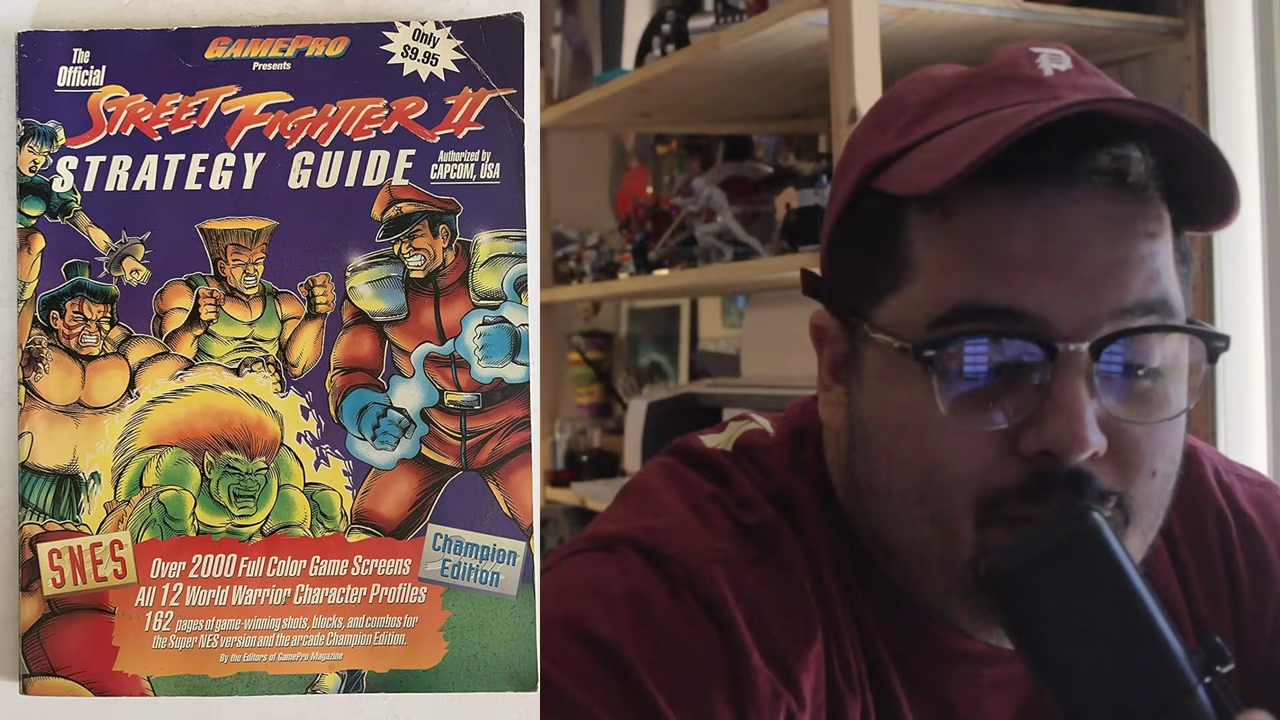 GAMEPRO
Presents
Only
$9.95
The
Official
STREET FIGHTER II
STRATEGY GUIDE
Authorized by
CAPCOM, USA
SNES
Champion
Edition
Over 2000 Full Color Game Screens
All 12 World Warrior Character Profiles
162 pages of game-winning shots, blocks, and combos for
the Super NES version and the arcade Champion Edition.
By the Editors of GamePro Magazine
P